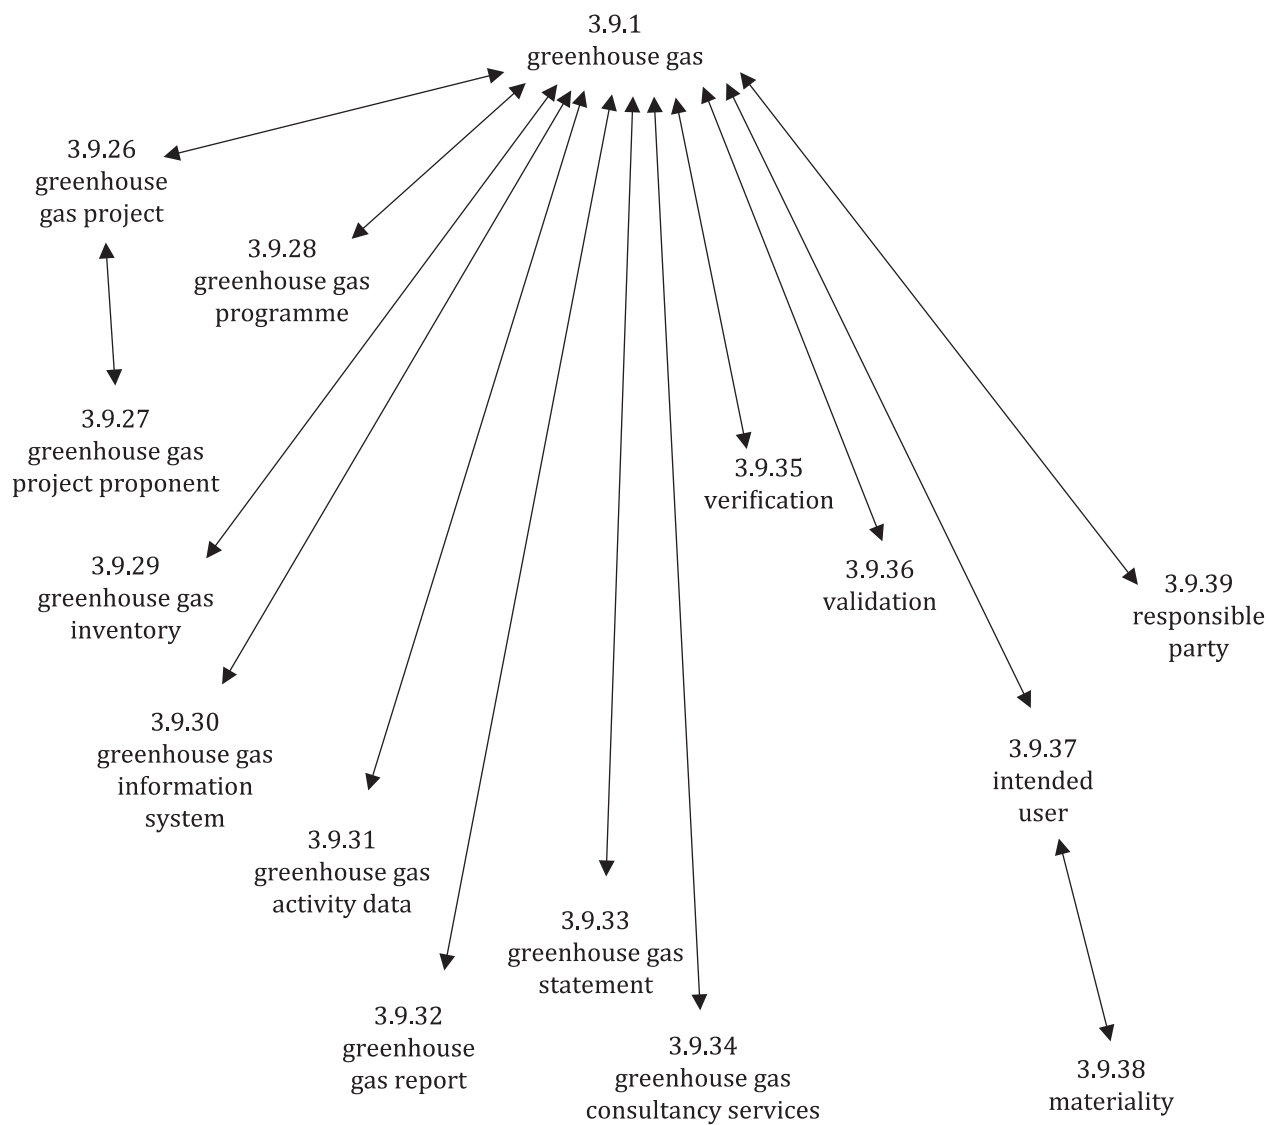 3.9.1
greenhouse gas
3.9.26
greenhouse
gas project
3.9.28
greenhouse gas
programme
3.9.27
greenhouse gas
project proponent
3.9.35
verification
3.9.29
greenhouse gas
inventory
3.9.36
validation
3.9.39
responsible
party
3.9.30
greenhouse gas
information
system
3.9.37
intended
user
3.9.31
greenhouse gas
activity data
3.9.33
greenhouse gas
statement
3.9.32
greenhouse
gas report
3.9.34
greenhouse gas
consultancy services
3.9.38
materiality